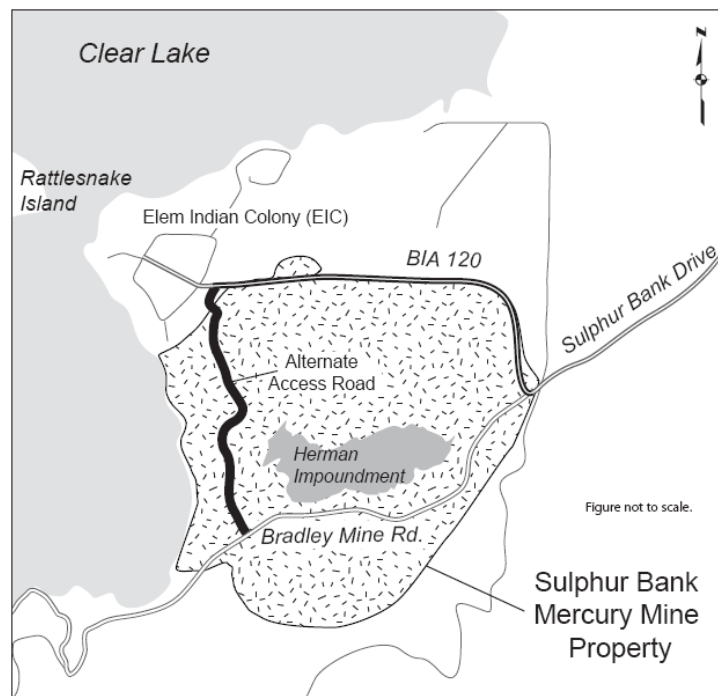 Clear Lake
N
Rattlesnake
Island
Elem Indian Colony (EIC)
BIA 120
Sulphur Bank Drive
Alternate
Access Road
Herman
Impoundment
Figure not to scale.
Bradley Mine Rd.
Sulphur Bank
Mercury Mine
Property